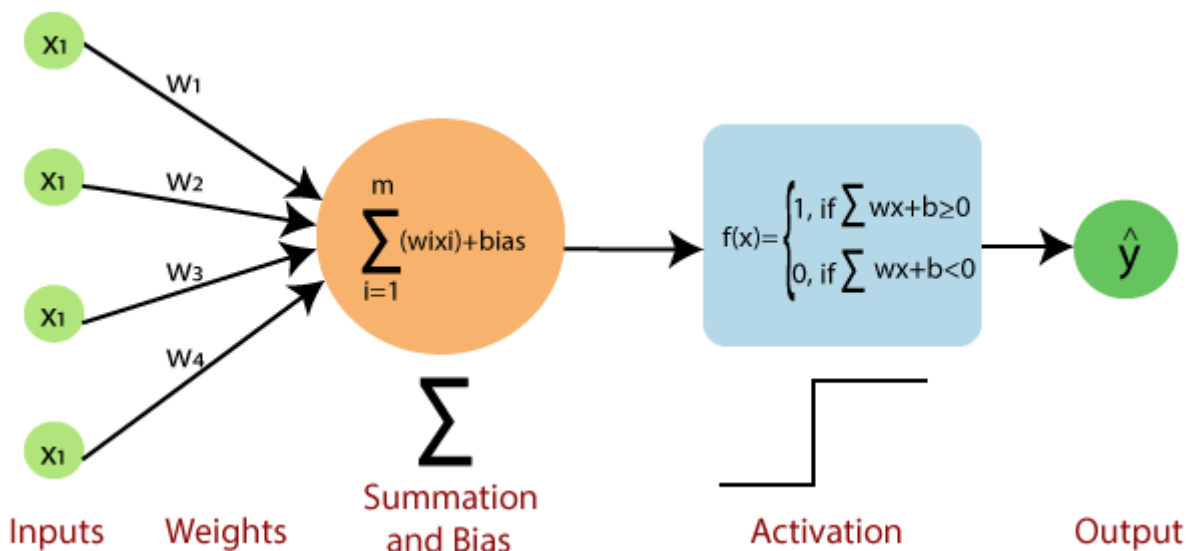 x1
w1
x1
w2
x1
w3
x1
w4
m
∑ (wixi)+bias
i=1
f(x)= { 1, if ∑ wx+b≥0
0, if ∑ wx+b<0
ŷ
∑
Inputs
Weights
Summation
and Bias
Activation
Output